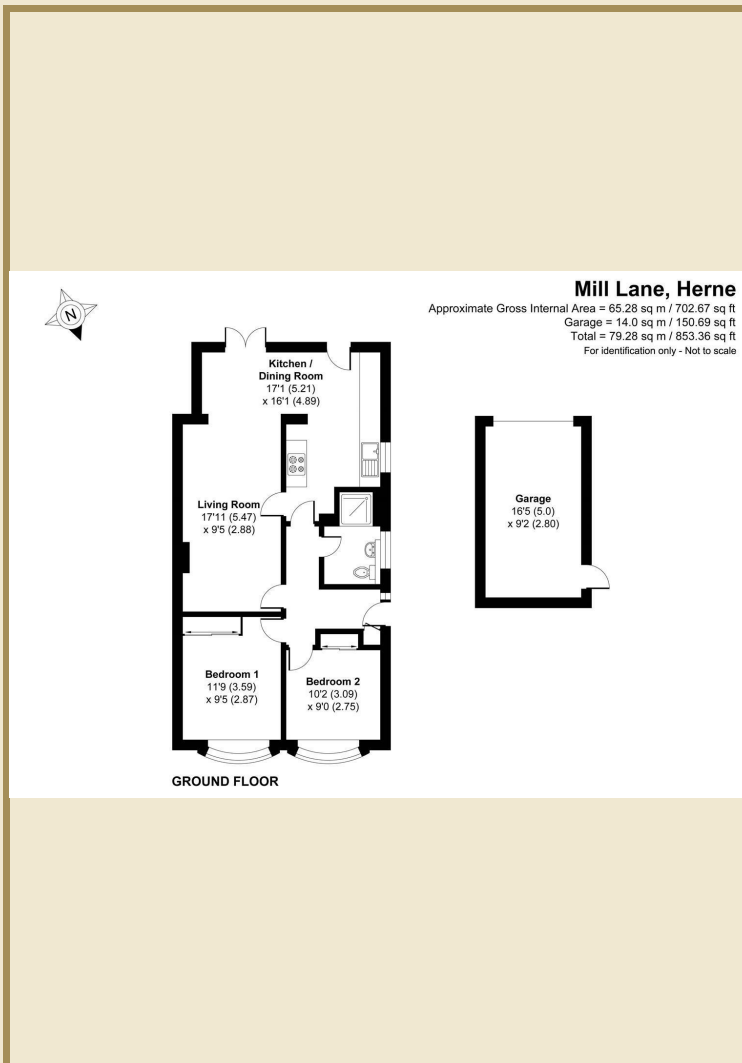 Mill Lane, Herne
Approximate Gross Internal Area = 65.28 sq m / 702.67 sq ft
Garage = 14.0 sq m / 150.69 sq ft
Total = 79.28 sq m / 853.36 sq ft
For identification only - Not to scale
N
Kitchen /
Dining Room
17'1 (5.21)
x 16'1 (4.89)
Living Room
17'11 (5.47)
x 9'5 (2.88)
Garage
16'5 (5.0)
x 9'2 (2.80)
Bedroom 1
11'9 (3.59)
x 9'5 (2.87)
Bedroom 2
10'2 (3.09)
x 9'0 (2.75)
GROUND FLOOR